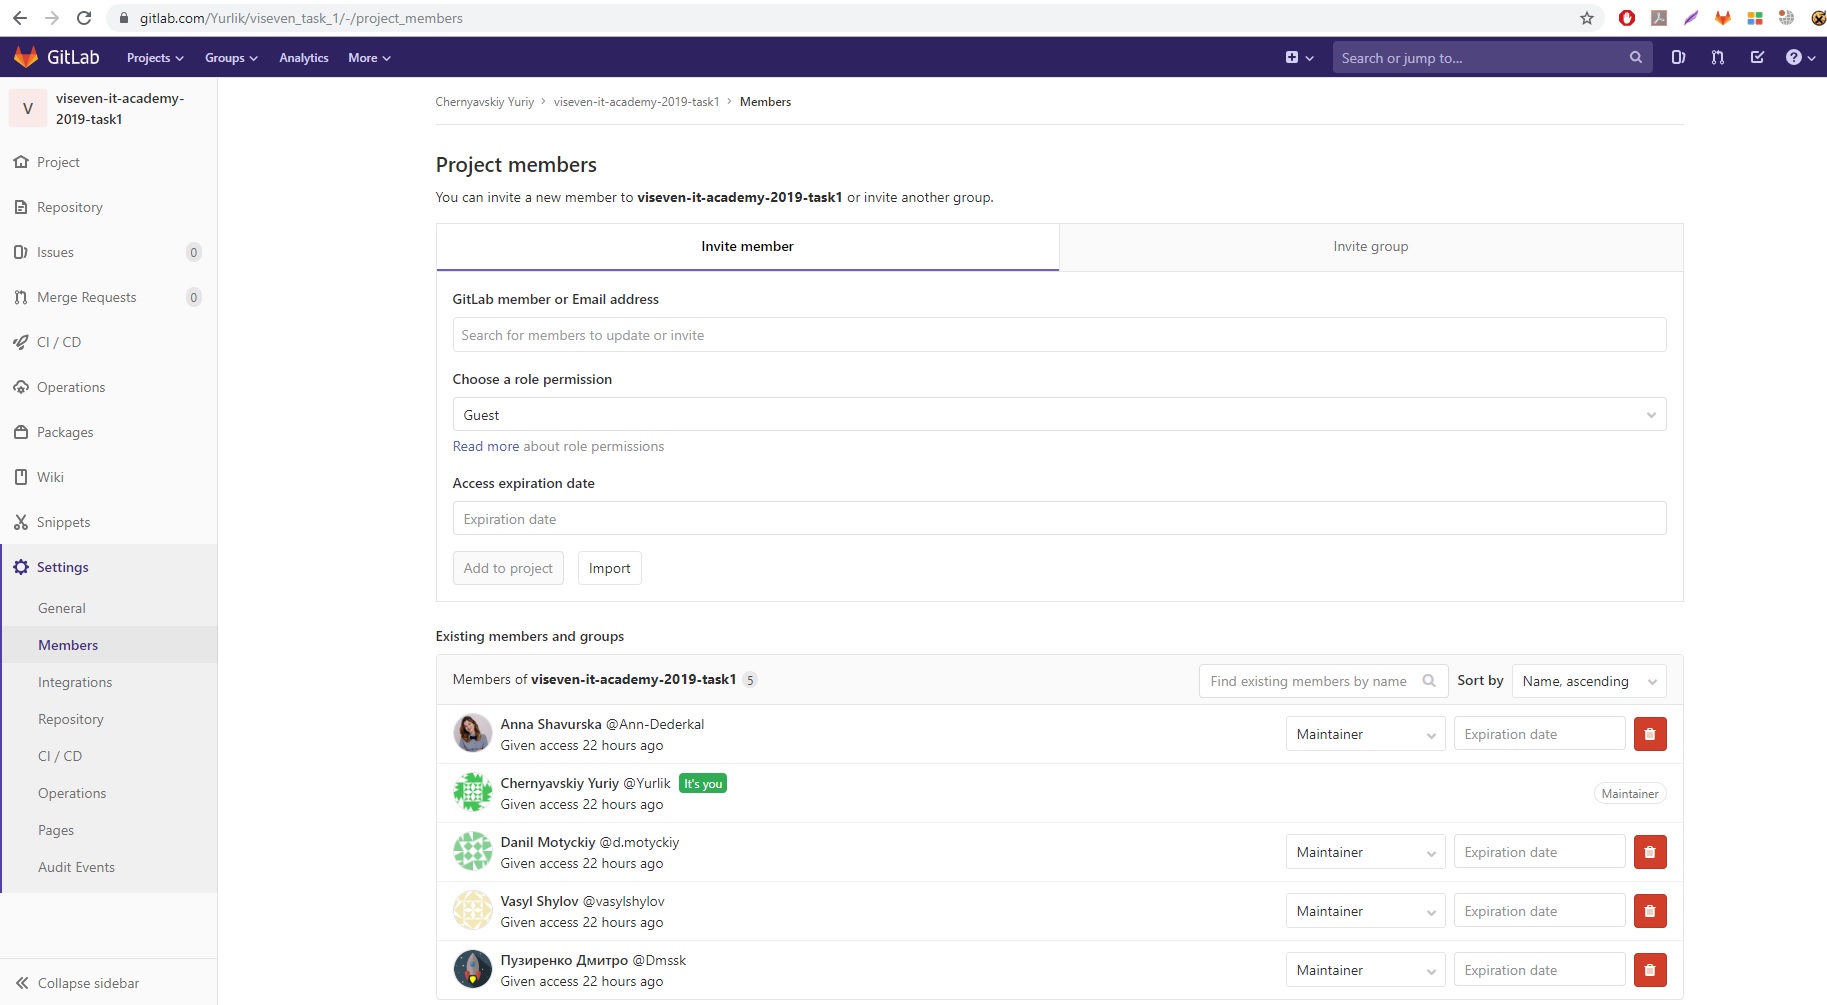 gitlab.com/Yurlik/viseven_task_1/-/project_members
GitLab
Projects
Groups
Analytics
More
Search or jump to...
V
viseven-it-academy-
2019-task1
Project
Repository
Issues
0
Merge Requests
0
CI / CD
Operations
Packages
Wiki
Snippets
Settings
General
Members
Integrations
Repository
CI / CD
Operations
Pages
Audit Events
Collapse sidebar
Chernyavskiy Yuriy > viseven-it-academy-2019-task1 > Members
Project members
You can invite a new member to viseven-it-academy-2019-task1 or invite another group.
Invite member
Invite group
GitLab member or Email address
Search for members to update or invite
Choose a role permission
Guest
Read more about role permissions
Access expiration date
Expiration date
Add to project
Import
Existing members and groups
Members of viseven-it-academy-2019-task1 5
Find existing members by name
Sort by
Name, ascending
Anna Shavurska @Ann-Dederkal
Given access 22 hours ago
Maintainer
Expiration date
Chernyavskiy Yuriy @Yurlik It's you
Given access 22 hours ago
Maintainer
Danil Motyckiy @d.motyckiy
Given access 22 hours ago
Maintainer
Expiration date
Vasyl Shylov @vasylshylov
Given access 22 hours ago
Maintainer
Expiration date
Пузиренко Дмитро @Dmssk
Given access 22 hours ago
Maintainer
Expiration date